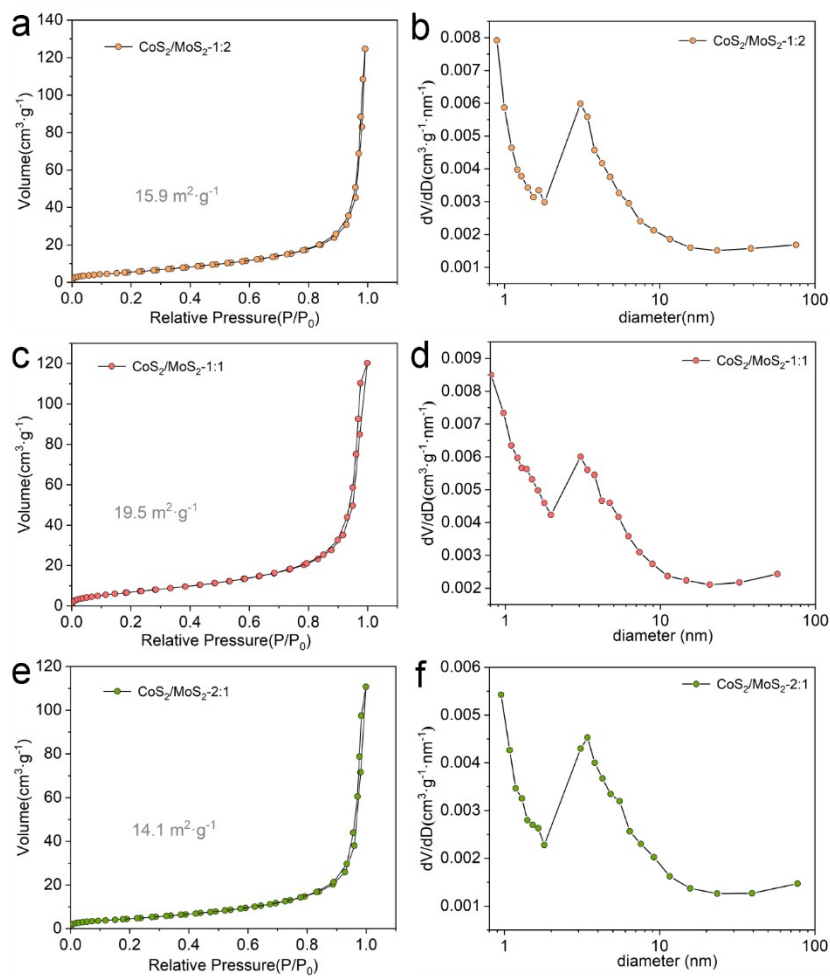 a
CoS₂/MoS₂-1:2
15.9 m²·g⁻¹
Volume(cm³·g⁻¹)
140
120
100
80
60
40
20
0
0.0 0.2 0.4 0.6 0.8 1.0
Relative Pressure(P/P₀)
b
CoS₂/MoS₂-1:2
dV/dD(cm³·g⁻¹·nm⁻¹)
0.008
0.007
0.006
0.005
0.004
0.003
0.002
0.001
1 10 100
diameter(nm)
c
CoS₂/MoS₂-1:1
19.5 m²·g⁻¹
Volume(cm³·g⁻¹)
120
100
80
60
40
20
0
0.0 0.2 0.4 0.6 0.8 1.0
Relative Pressure(P/P₀)
d
CoS₂/MoS₂-1:1
dV/dD(cm³·g⁻¹·nm⁻¹)
0.009
0.008
0.007
0.006
0.005
0.004
0.003
0.002
1 10 100
diameter (nm)
e
CoS₂/MoS₂-2:1
14.1 m²·g⁻¹
Volume(cm³·g⁻¹)
120
100
80
60
40
20
0
0.0 0.2 0.4 0.6 0.8 1.0
Relative Pressure(P/P₀)
f
CoS₂/MoS₂-2:1
dV/dD(cm³·g⁻¹·nm⁻¹)
0.006
0.005
0.004
0.003
0.002
0.001
1 10 100
diameter(nm)